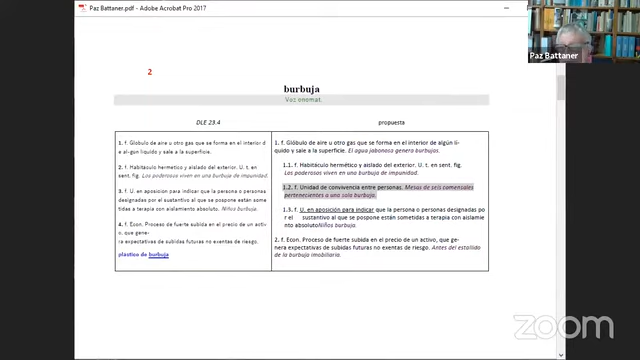 Paz Battaner.pdf - Adobe Acrobat Pro 2017
Paz Battaner
2
burbuja
Voz onomat.
DLE 23.4
propuesta
1. f. Glóbulo de aire u otro gas que se forma en el interior d
e al-gun líquido y sale a la superficie.
2. f. Habitáculo hermético y aislado del exterior. U. t. en
sent. fig. Los poderosos viven en una burbuja de impunidad.
3. f. U. en aposición para indicar que la persona o personas
designadas por el sustantivo al que se pospone están some
tidas a terapia con aislamiento absoluto. Niños burbuja.
4. f. Econ. Proceso de fuerte subida en el precio de un activ
o, que gene-
ra expectativas de subidas futuras no exentas de riesgo.
plástico de burbuja
1. f. Glóbulo de aire u otro gas que se forma en el interior de algún lí-
quido y sale a la superficie. El agua jabonosa genera burbujas.
1.1. f. Habitáculo hermético y aislado del exterior. U. t. en sent. fig.
Los poderosos viven en una burbuja de impunidad.
1.2. f. Unidad de convivencia entre personas. Mesas de seis comensales
pertenecientes a una sola burbuja.
1.3. f. U. en aposición para indicar que la persona o personas designadas po
r el sustantivo al que se pospone están sometidas a terapia con aislamie
nto absoluto Niños burbuja.
2. f. Econ. Proceso de fuerte subida en el precio de un activo, que ge-
nera expectativas de subidas futuras no exentas de riesgo. Antes del estallido
de la burbuja imobiliaria.
zoom